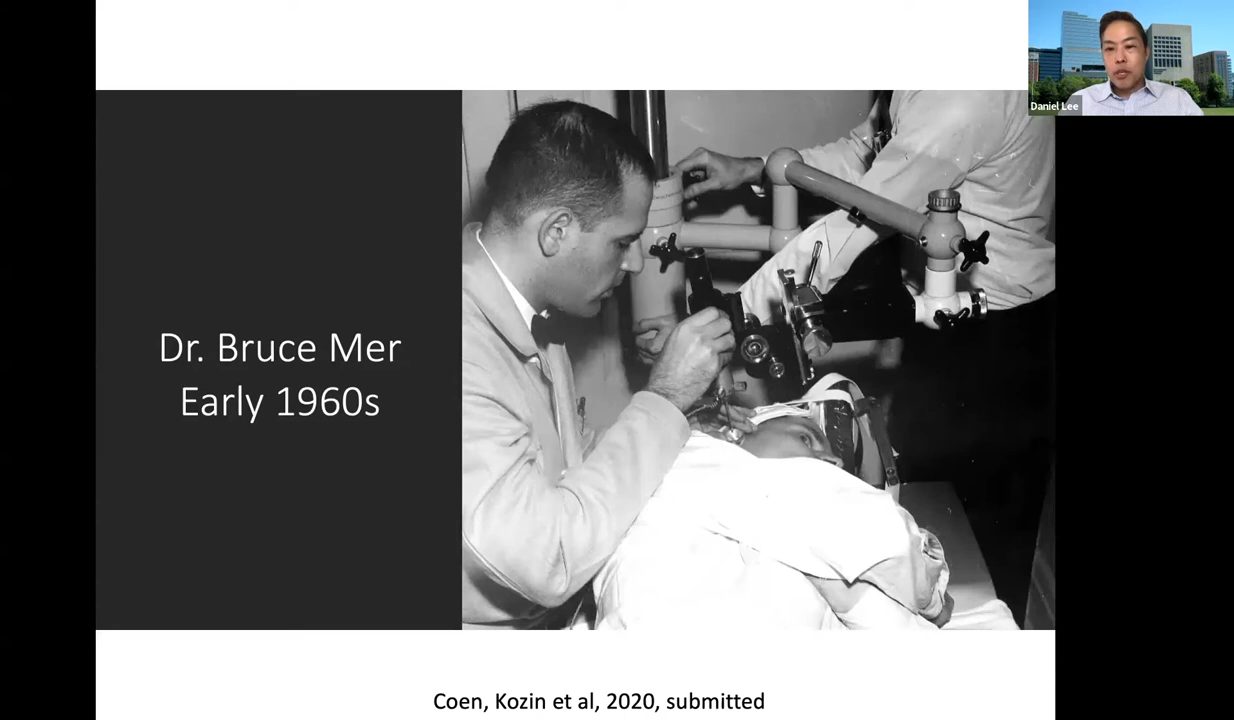 Daniel Lee
Dr. Bruce Mer
Early 1960s
Coen, Kozin et al, 2020, submitted